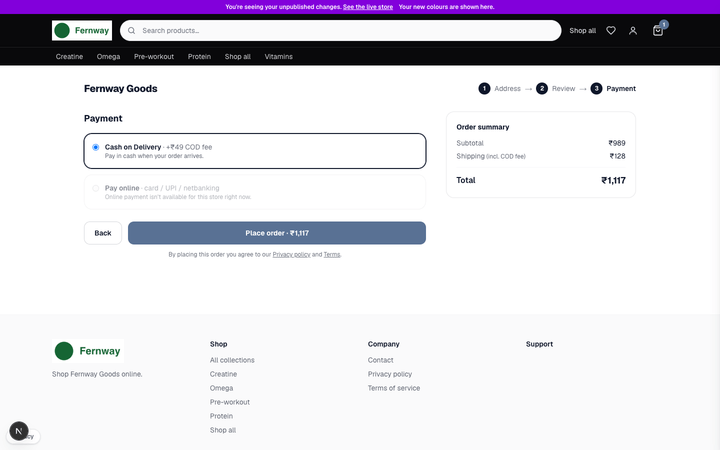 You're seeing your unpublished changes. See the live store Your new colours are shown here.
Fernway
Search products...
Shop all
1
Creatine Omega Pre-workout Protein Shop all Vitamins
Fernway Goods
1 Address → 2 Review → 3 Payment
Payment
Cash on Delivery · +₹49 COD fee
Pay in cash when your order arrives.
Pay online · card / UPI / netbanking
Online payment isn't available for this store right now.
Back
Place order · ₹1,117
By placing this order you agree to our Privacy policy and Terms.
Order summary
Subtotal ₹989
Shipping (incl. COD fee) ₹128
Total ₹1,117
Fernway
Shop Fernway Goods online.
Shop
All collections
Creatine
Omega
Pre-workout
Protein
Shop all
Company
Contact
Privacy policy
Terms of service
Support
N